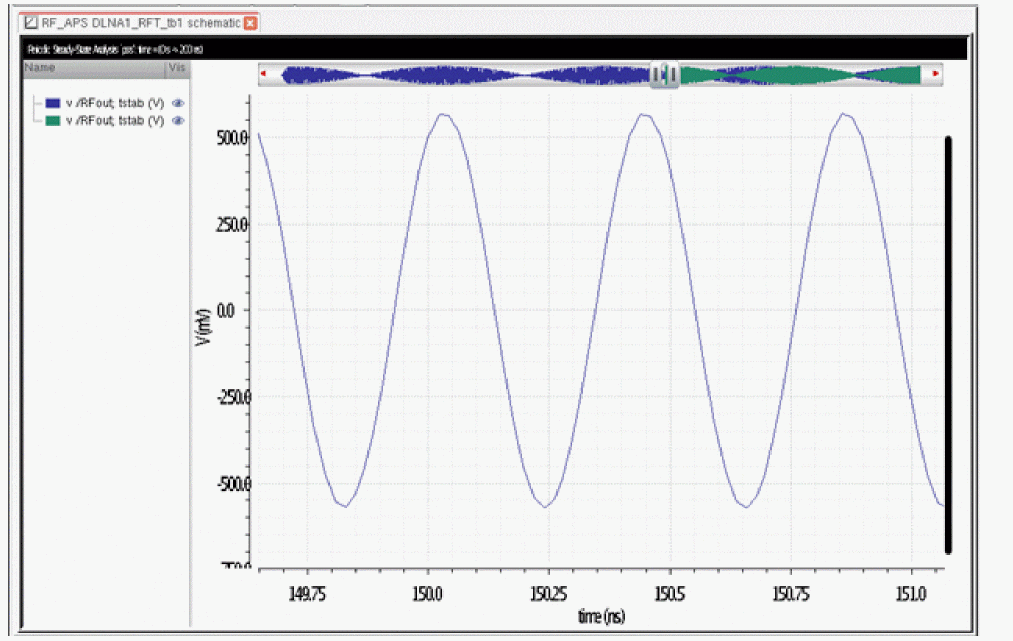 RF_APS DLNA1_RFT_tb1 schematic
Periodic Steady-State Analysis `pss': time = (0 s -> 200 ns)
Name Vis
v /RFout; tstab (V)
v /RFout; tstab (V)
500.0
250.0
0.0
-250.0
-500.0
V (mV)
149.75 150.0 150.25 150.5 150.75 151.0
time (ns)